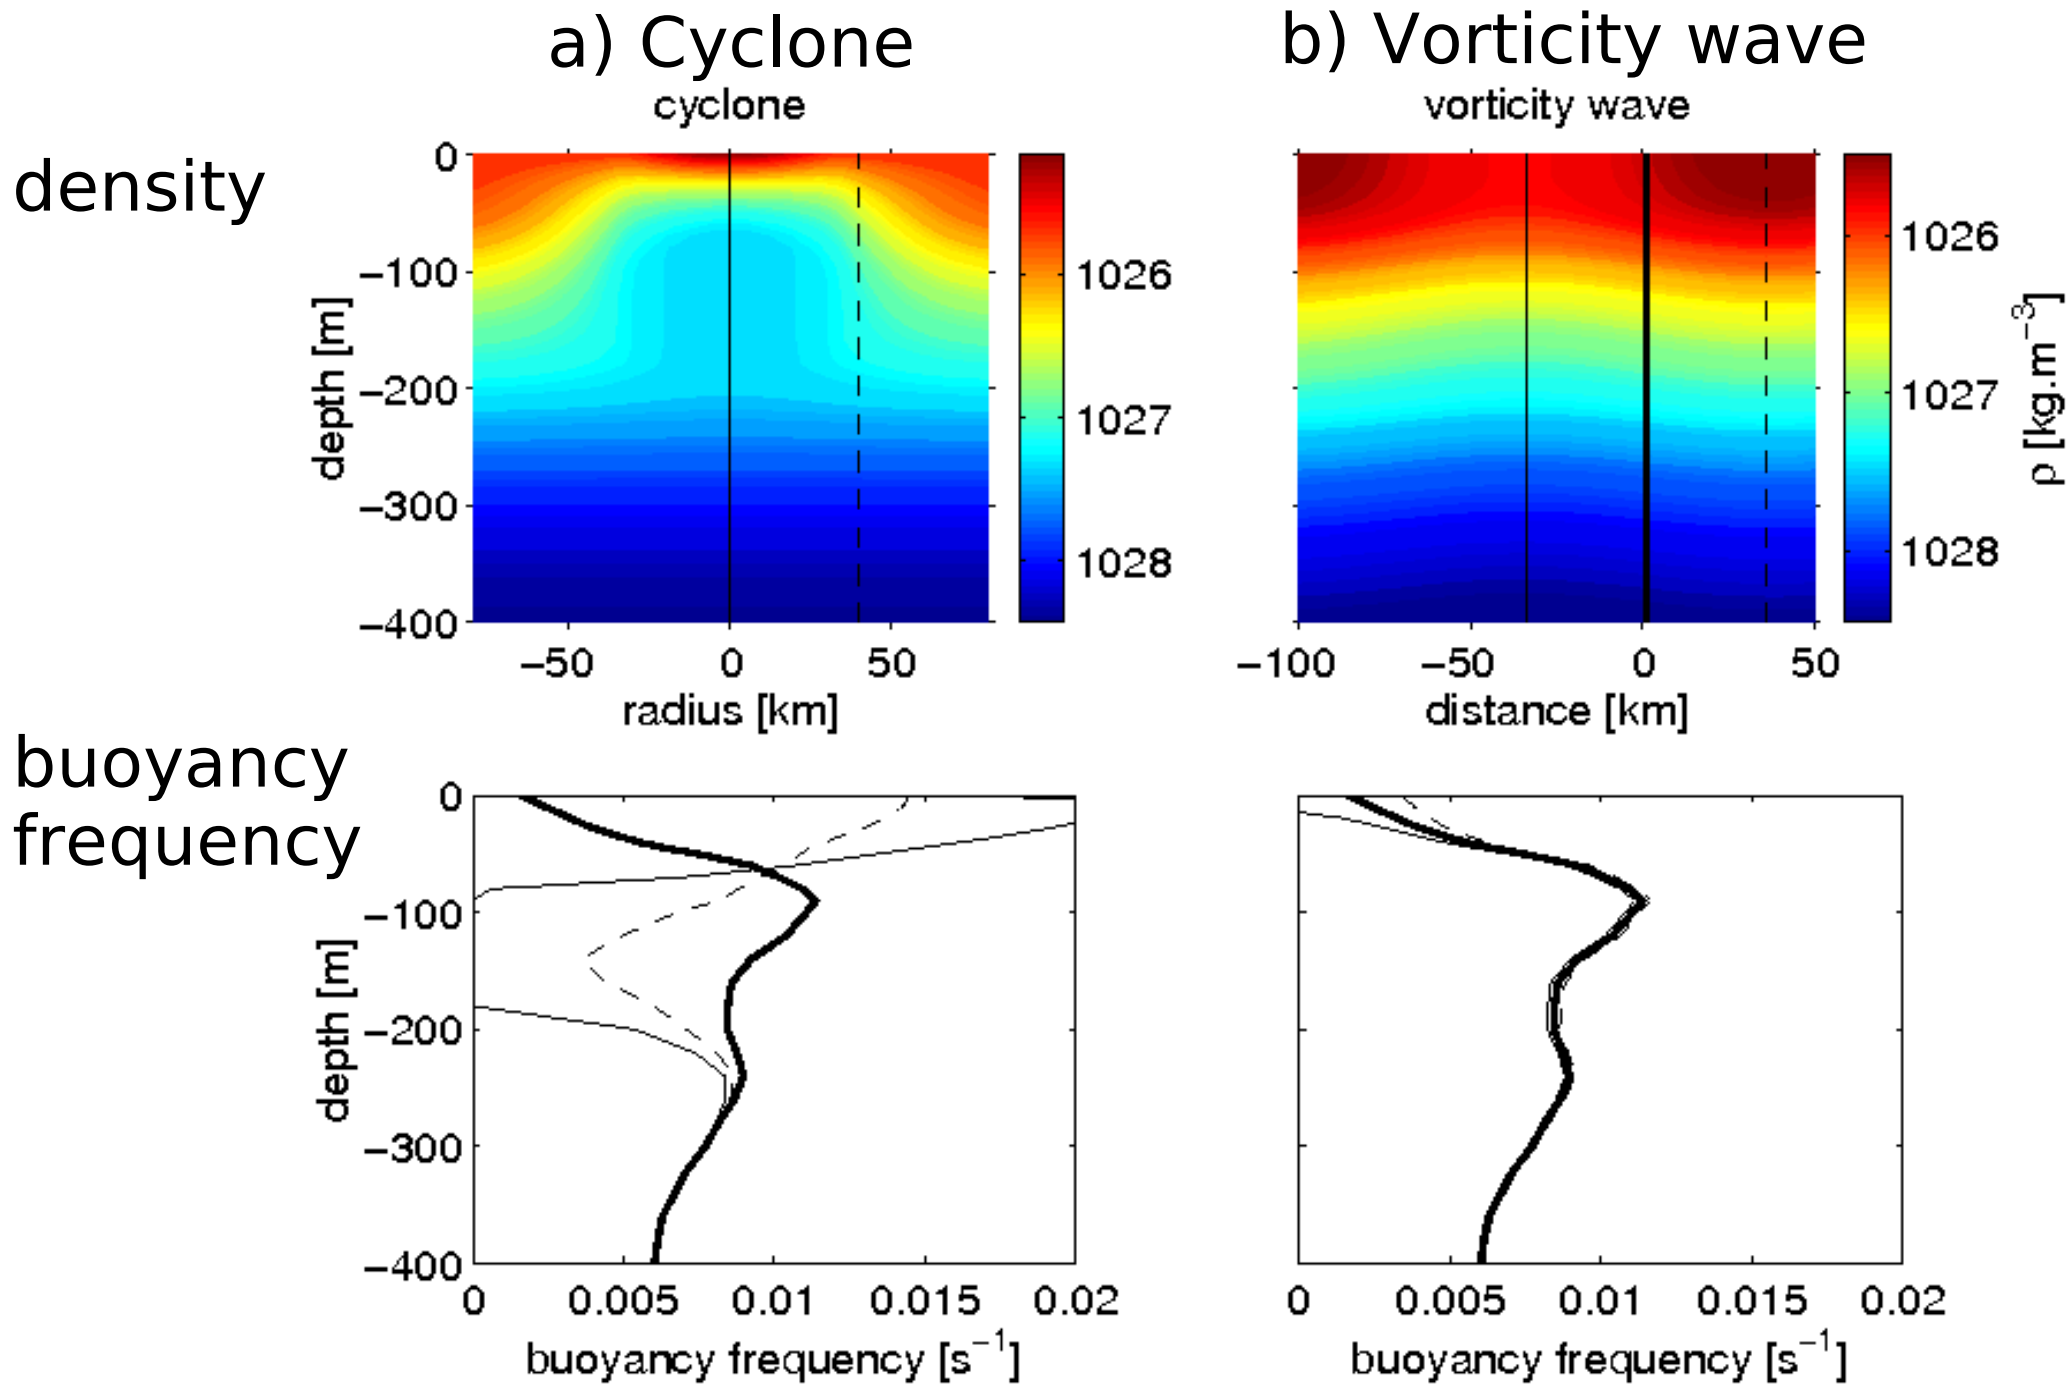 a) Cyclone
b) Vorticity wave
cyclone
vorticity wave
density
0
−100
−200
−300
−400
depth [m]
−50 0 50
radius [km]
1026
1027
1028
−100 −50 0 50
distance [km]
1026
1027
1028
ρ [kg.m−3]
buoyancy
frequency
0
−100
−200
−300
−400
depth [m]
0 0.005 0.01 0.015 0.02
buoyancy frequency [s−1]
0 0.005 0.01 0.015 0.02
buoyancy frequency [s−1]